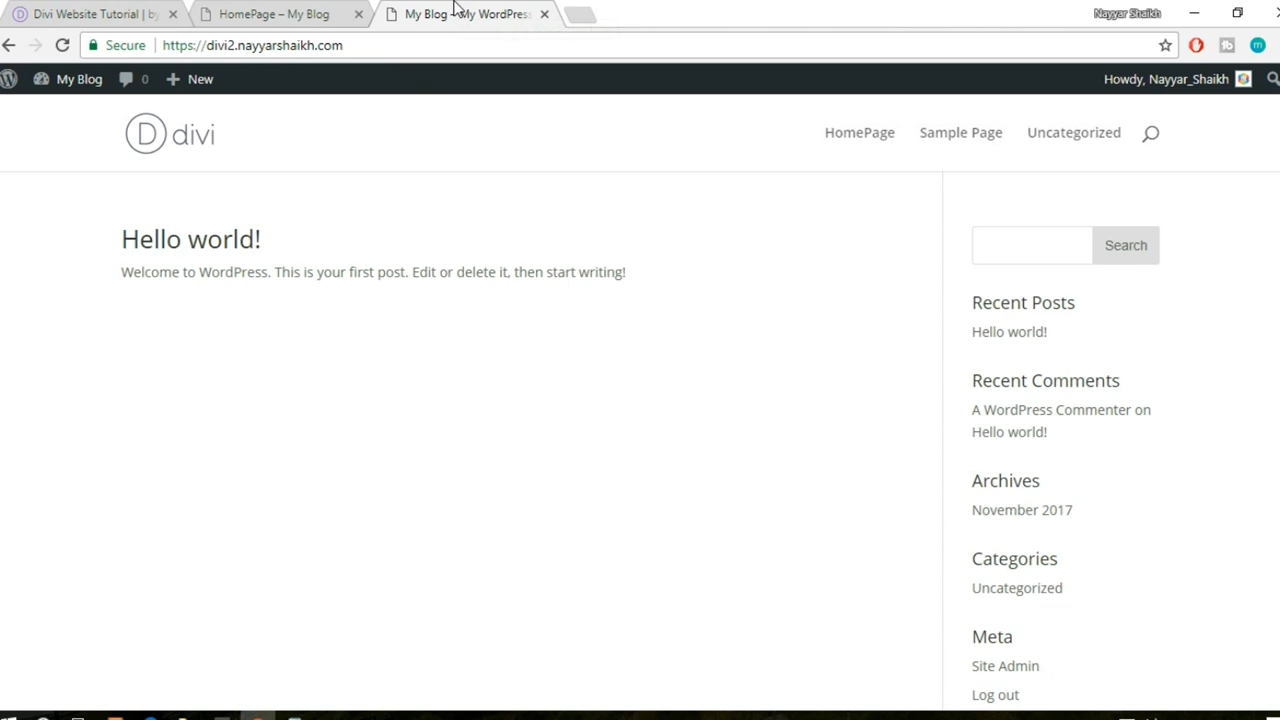 Divi Website Tutorial | by
HomePage – My Blog
My Blog – My WordPress
Nayyar Shaikh
Secure
https://divi2.nayyarshaikh.com
My Blog
0
New
Howdy, Nayyar_Shaikh
D divi
HomePage
Sample Page
Uncategorized
Hello world!
Welcome to WordPress. This is your first post. Edit or delete it, then start writing!
Search
Recent Posts
Hello world!
Recent Comments
A WordPress Commenter on
Hello world!
Archives
November 2017
Categories
Uncategorized
Meta
Site Admin
Log out